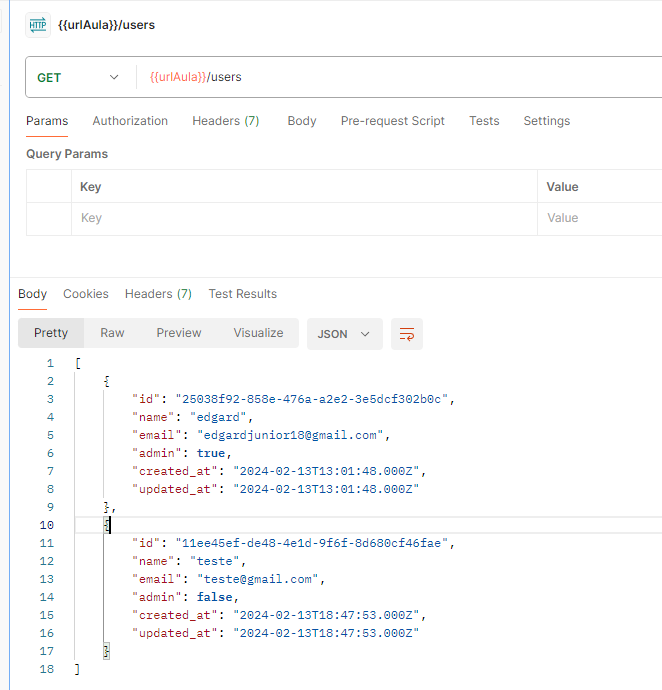 HTTP {{urlAula}}/users
GET {{urlAula}}/users
Params Authorization Headers (7) Body Pre-request Script Tests Settings
Query Params
Key Value
Key Value
Body Cookies Headers (7) Test Results
Pretty Raw Preview Visualize JSON
1 [
2 {
3 "id": "25038f92-858e-476a-a2e2-3e5dcf302b0c",
4 "name": "edgard",
5 "email": "edgardjunior18@gmail.com",
6 "admin": true,
7 "created_at": "2024-02-13T13:01:48.000Z",
8 "updated_at": "2024-02-13T13:01:48.000Z"
9 },
10 {
11 "id": "11ee45ef-de48-4e1d-9f6f-8d680cf46fae",
12 "name": "teste",
13 "email": "teste@gmail.com",
14 "admin": false,
15 "created_at": "2024-02-13T18:47:53.000Z",
16 "updated_at": "2024-02-13T18:47:53.000Z"
17 }
18 ]